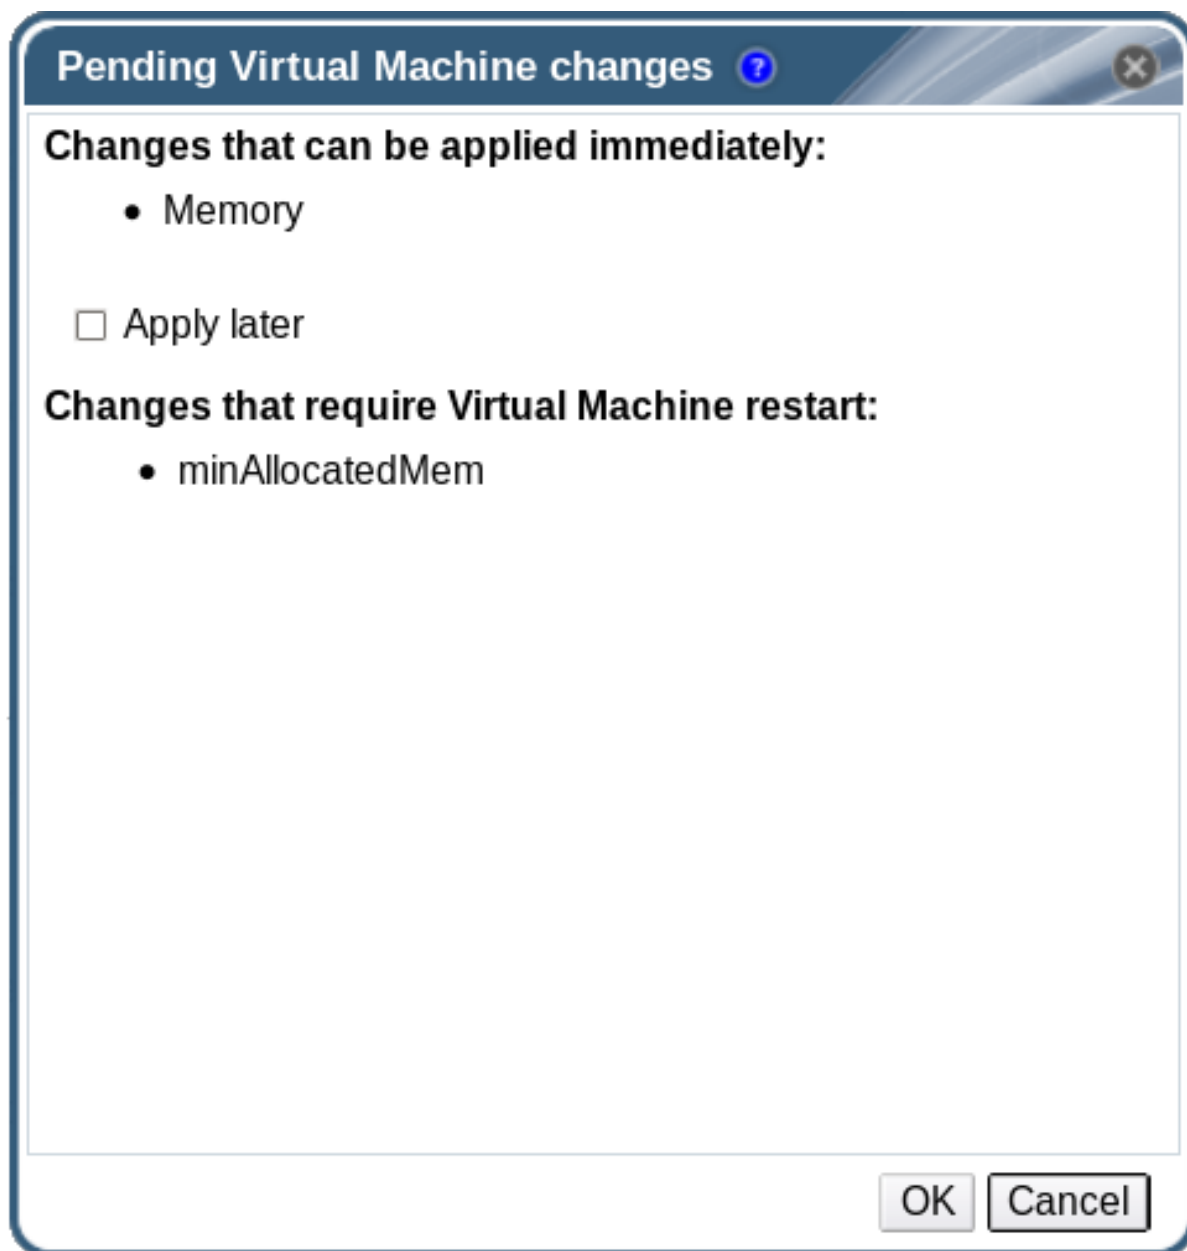 Pending Virtual Machine changes ?
Changes that can be applied immediately:
• Memory
Apply later
Changes that require Virtual Machine restart:
• minAllocatedMem
OK Cancel